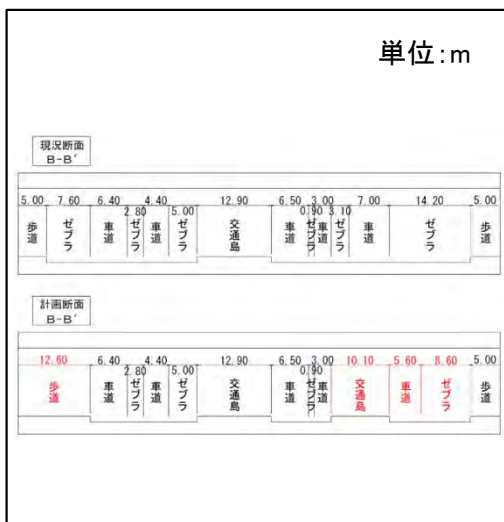 単位:m
現況断面
B-B′
5.00 7.60 6.40 4.40 12.90 6.50 3.00 7.00 14.20 5.00
2.80 5.00 0.90 3.10
歩道 ゼブラ 車道 ゼブラ 車道 ゼブラ 交通島 車道 ゼブラ 車道 ゼブラ 車道 ゼブラ 歩道
計画断面
B-B′
12.60 6.40 4.40 12.90 6.50 3.00 10.10 5.60 8.60 5.00
2.80 5.00 0.90
歩道 車道 ゼブラ 車道 ゼブラ 交通島 車道 ゼブラ 車道 交通島 車道 ゼブラ 歩道